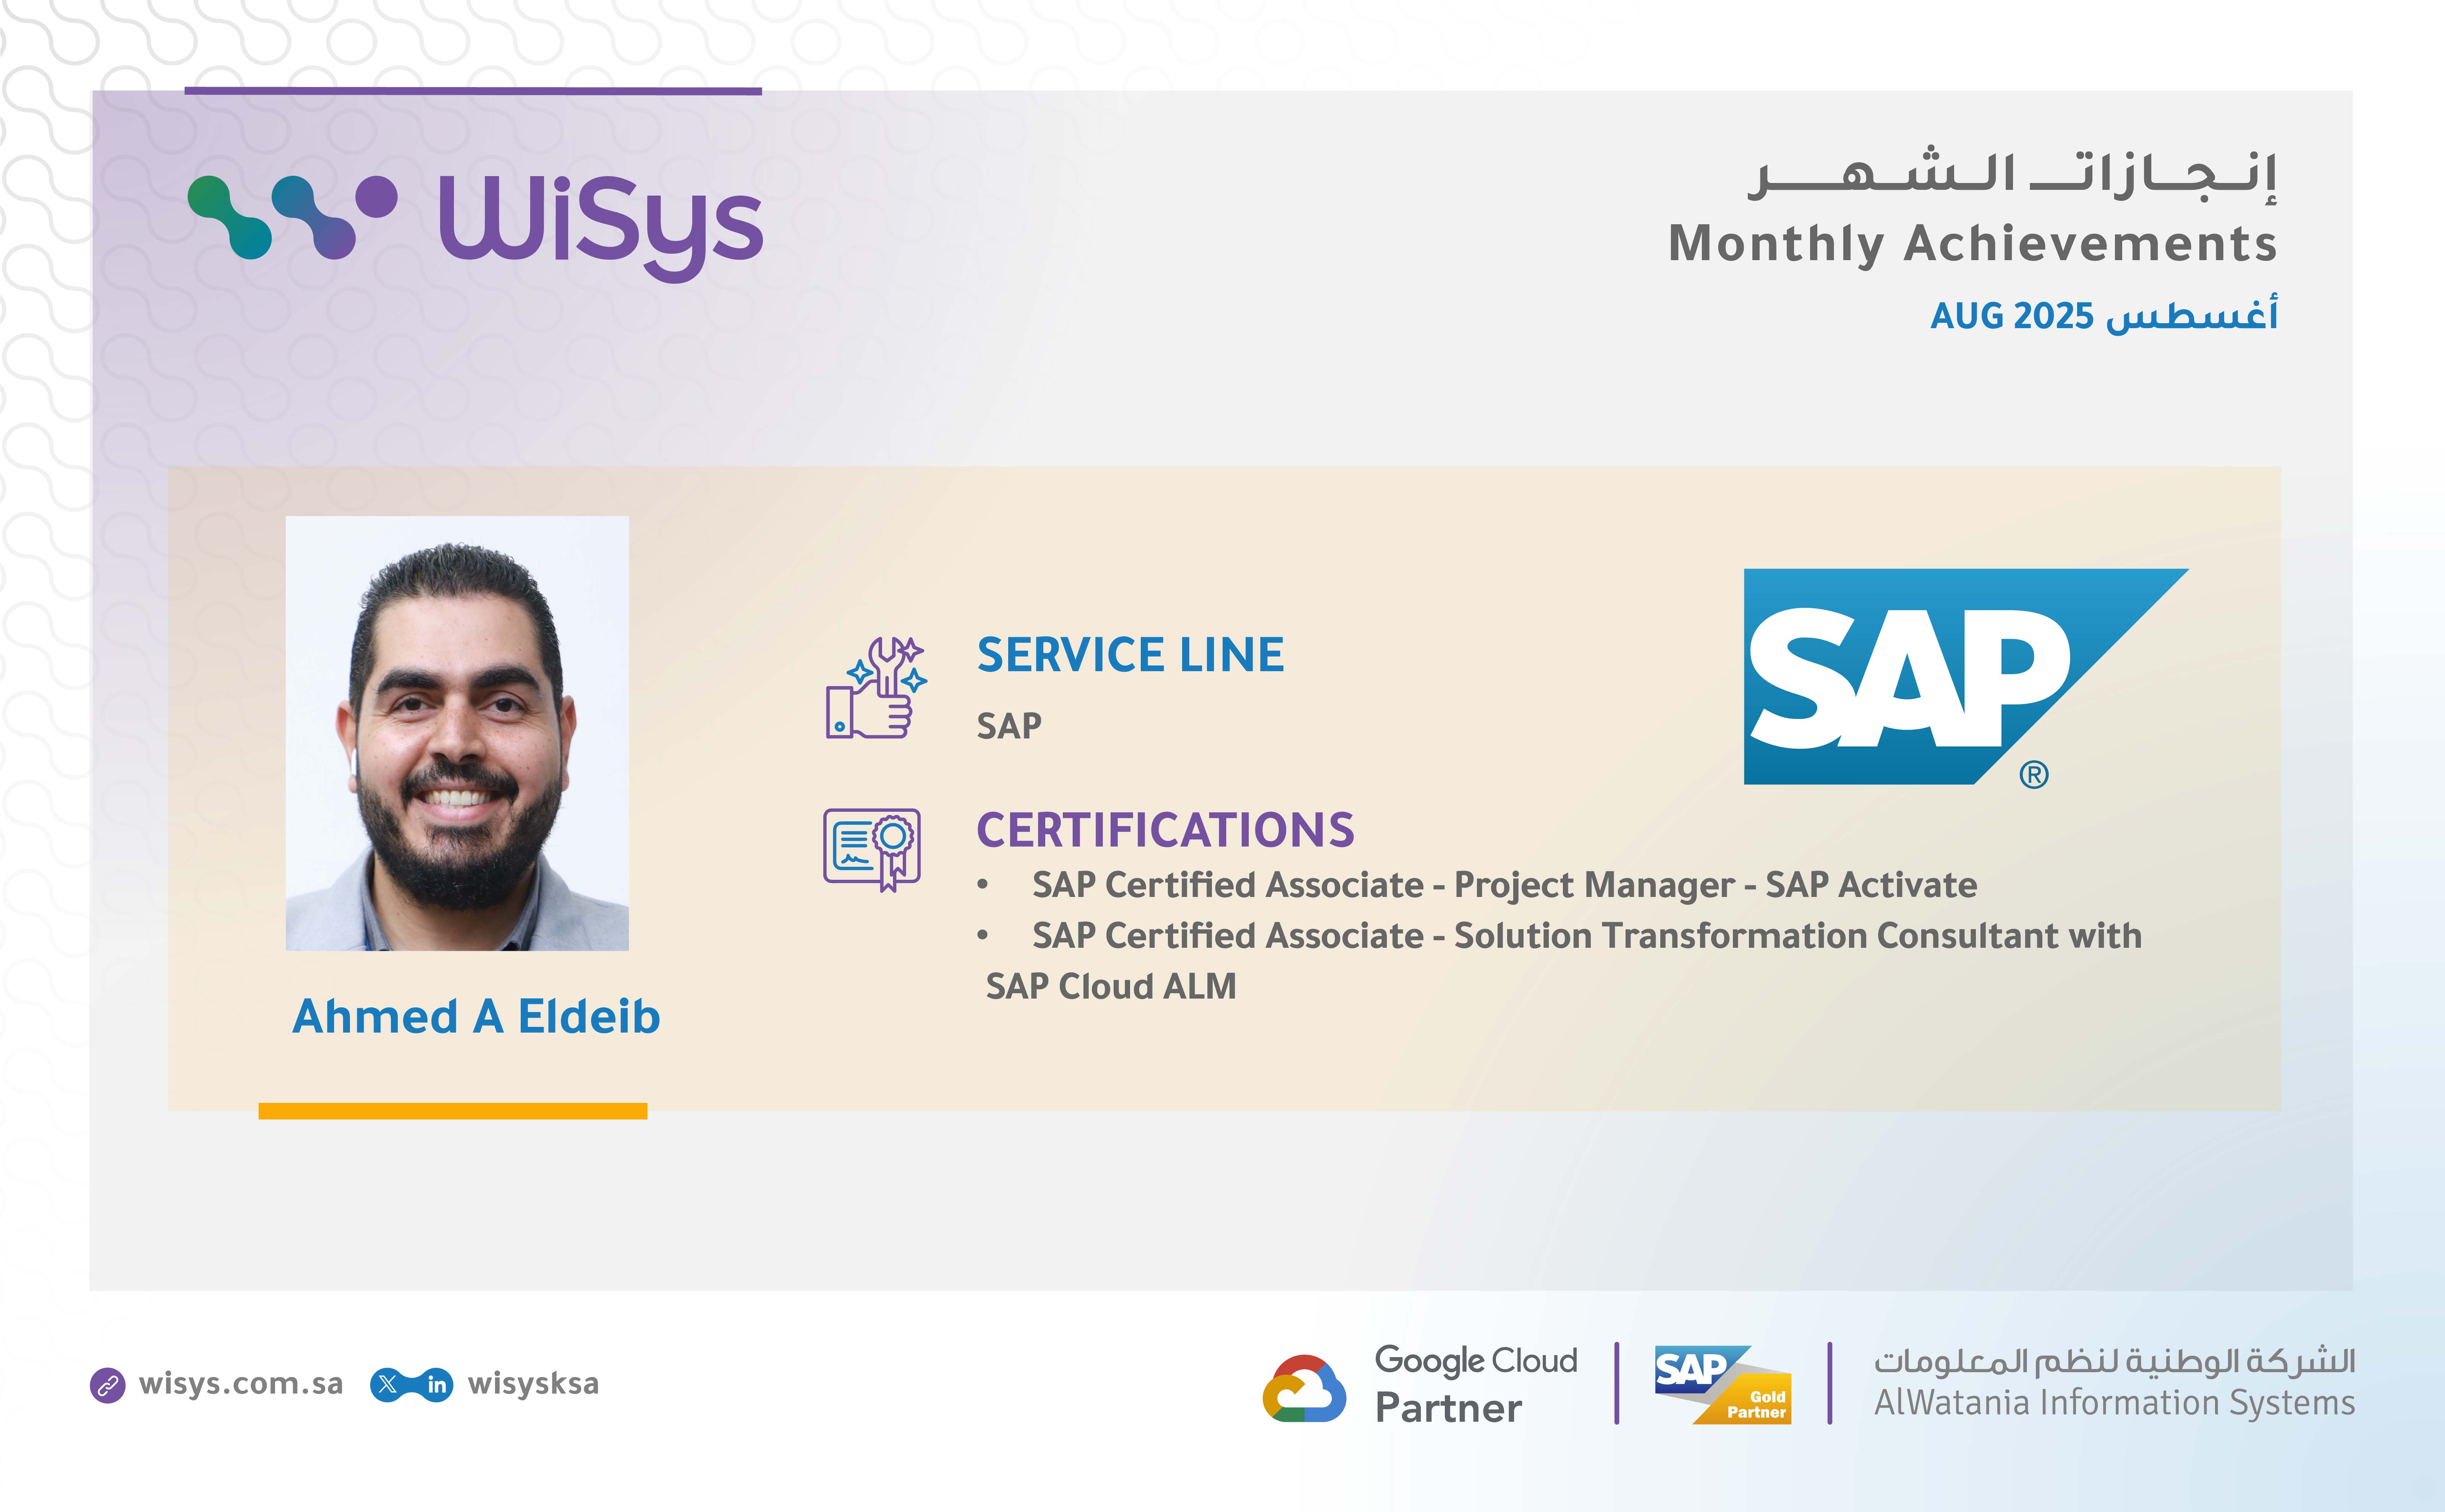 WiSys
إنجازات الشهر
Monthly Achievements
أغسطس AUG 2025
SERVICE LINE
SAP
SAP
®
CERTIFICATIONS
• SAP Certified Associate - Project Manager - SAP Activate
• SAP Certified Associate - Solution Transformation Consultant with
SAP Cloud ALM
Ahmed A Eldeib
wisys.com.sa
X in wisysksa
Google Cloud
Partner
SAP
Gold
Partner
الشركة الوطنية لنظم المعلومات
AlWatania Information Systems